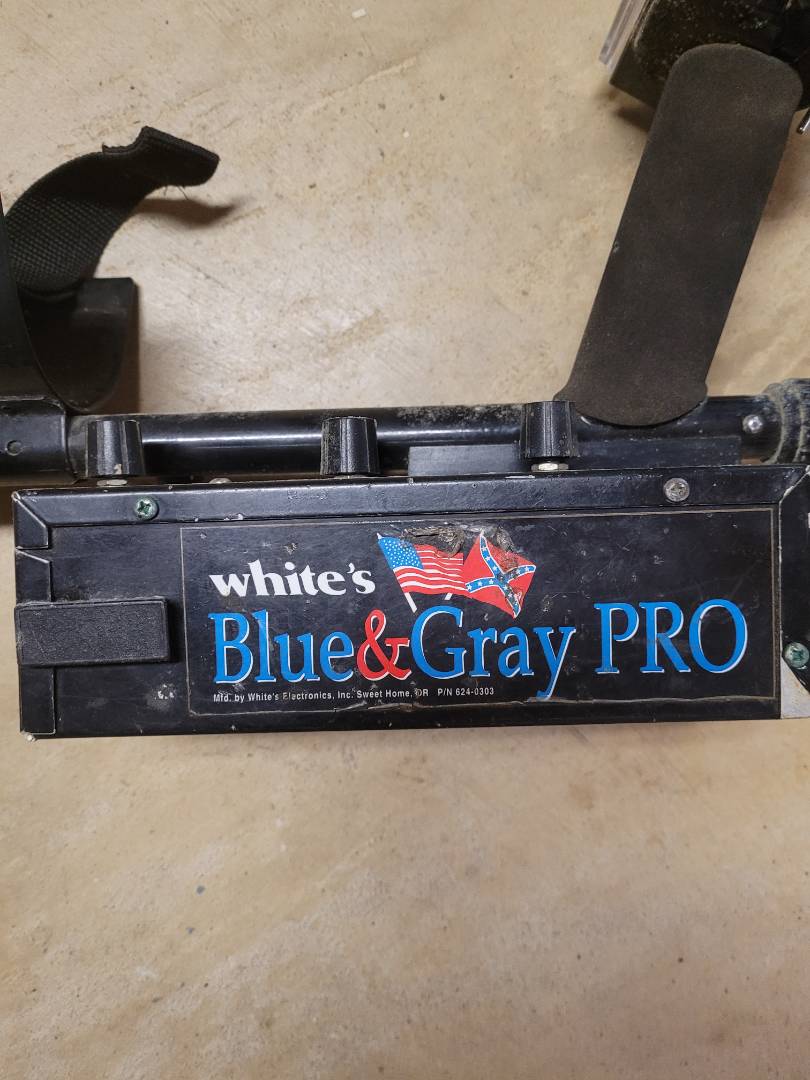 white's
Blue&Gray PRO
Mfd. by White's Electronics, Inc. Sweet Home, OR P/N 624-0303